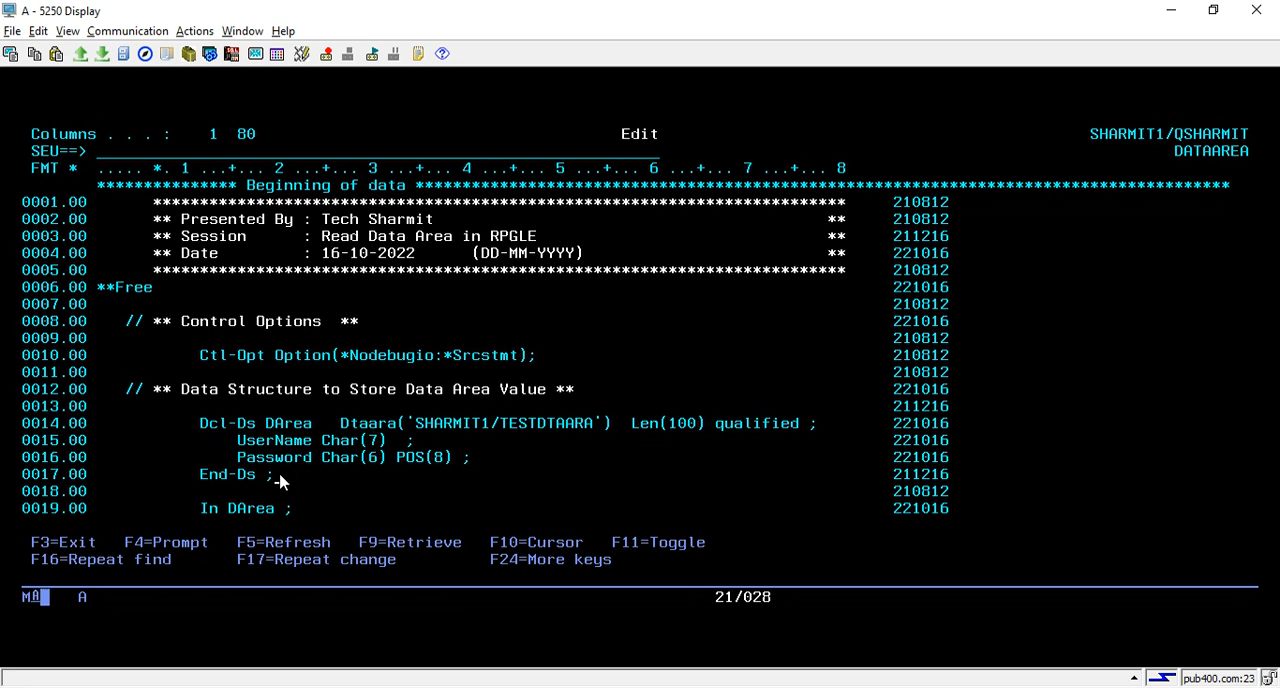 A - 5250 Display
File Edit View Communication Actions Window Help
Columns . . . : 1 80 Edit SHARMIT1/QSHARMIT
SEU==> DATAAREA
FMT * ..... *. 1 ...+... 2 ...+... 3 ...+... 4 ...+... 5 ...+... 6 ...+... 7 ...+... 8
*************** Beginning of data ***************************************************************************************
0001.00 ************************************************************************** 210812
0002.00 ** Presented By : Tech Sharmit ** 210812
0003.00 ** Session : Read Data Area in RPGLE ** 211216
0004.00 ** Date : 16-10-2022 (DD-MM-YYYY) ** 221016
0005.00 ************************************************************************** 210812
0006.00 **Free 221016
0007.00 210812
0008.00 // ** Control Options ** 221016
0009.00 210812
0010.00 Ctl-Opt Option(*Nodebugio:*Srcstmt); 210812
0011.00 210812
0012.00 // ** Data Structure to Store Data Area Value ** 221016
0013.00 211216
0014.00 Dcl-Ds DArea Dtaara('SHARMIT1/TESTDTAARA') Len(100) qualified ; 221016
0015.00 UserName Char(7) ; 221016
0016.00 Password Char(6) POS(8) ; 221016
0017.00 End-Ds ; 211216
0018.00 210812
0019.00 In DArea ; 221016
F3=Exit F4=Prompt F5=Refresh F9=Retrieve F10=Cursor F11=Toggle
F16=Repeat find F17=Repeat change F24=More keys
MA A 21/028
pub400.com:23